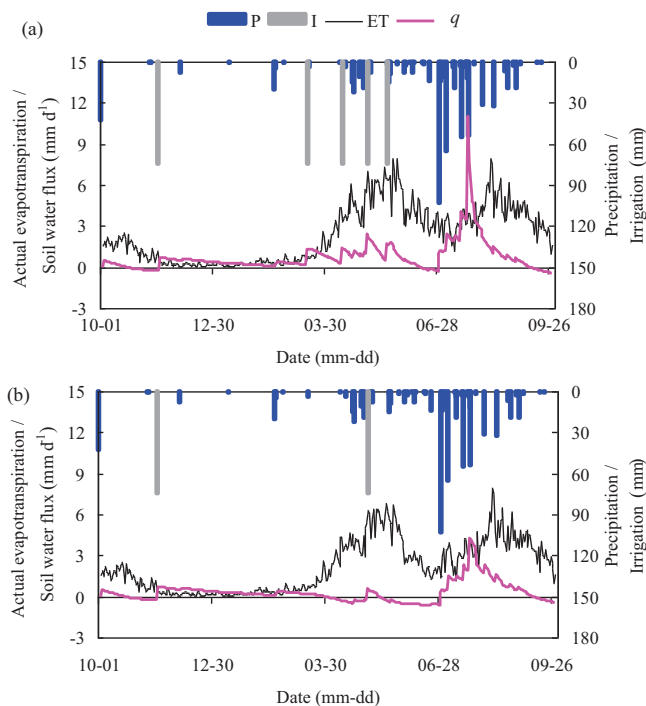 P I ET q
(a)
15 12 9 6 3 0 -3
Actual evapotranspiration /
Soil water flux (mm d-1)
0 30 60 90 120 150 180
Precipitation /
Irrigation (mm)
10-01 12-30 03-30 06-28 09-26
Date (mm-dd)
(b)
15 12 9 6 3 0 -3
Actual evapotranspiration /
Soil water flux (mm d-1)
0 30 60 90 120 150 180
Precipitation /
Irrigation (mm)
10-01 12-30 03-30 06-28 09-26
Date (mm-dd)